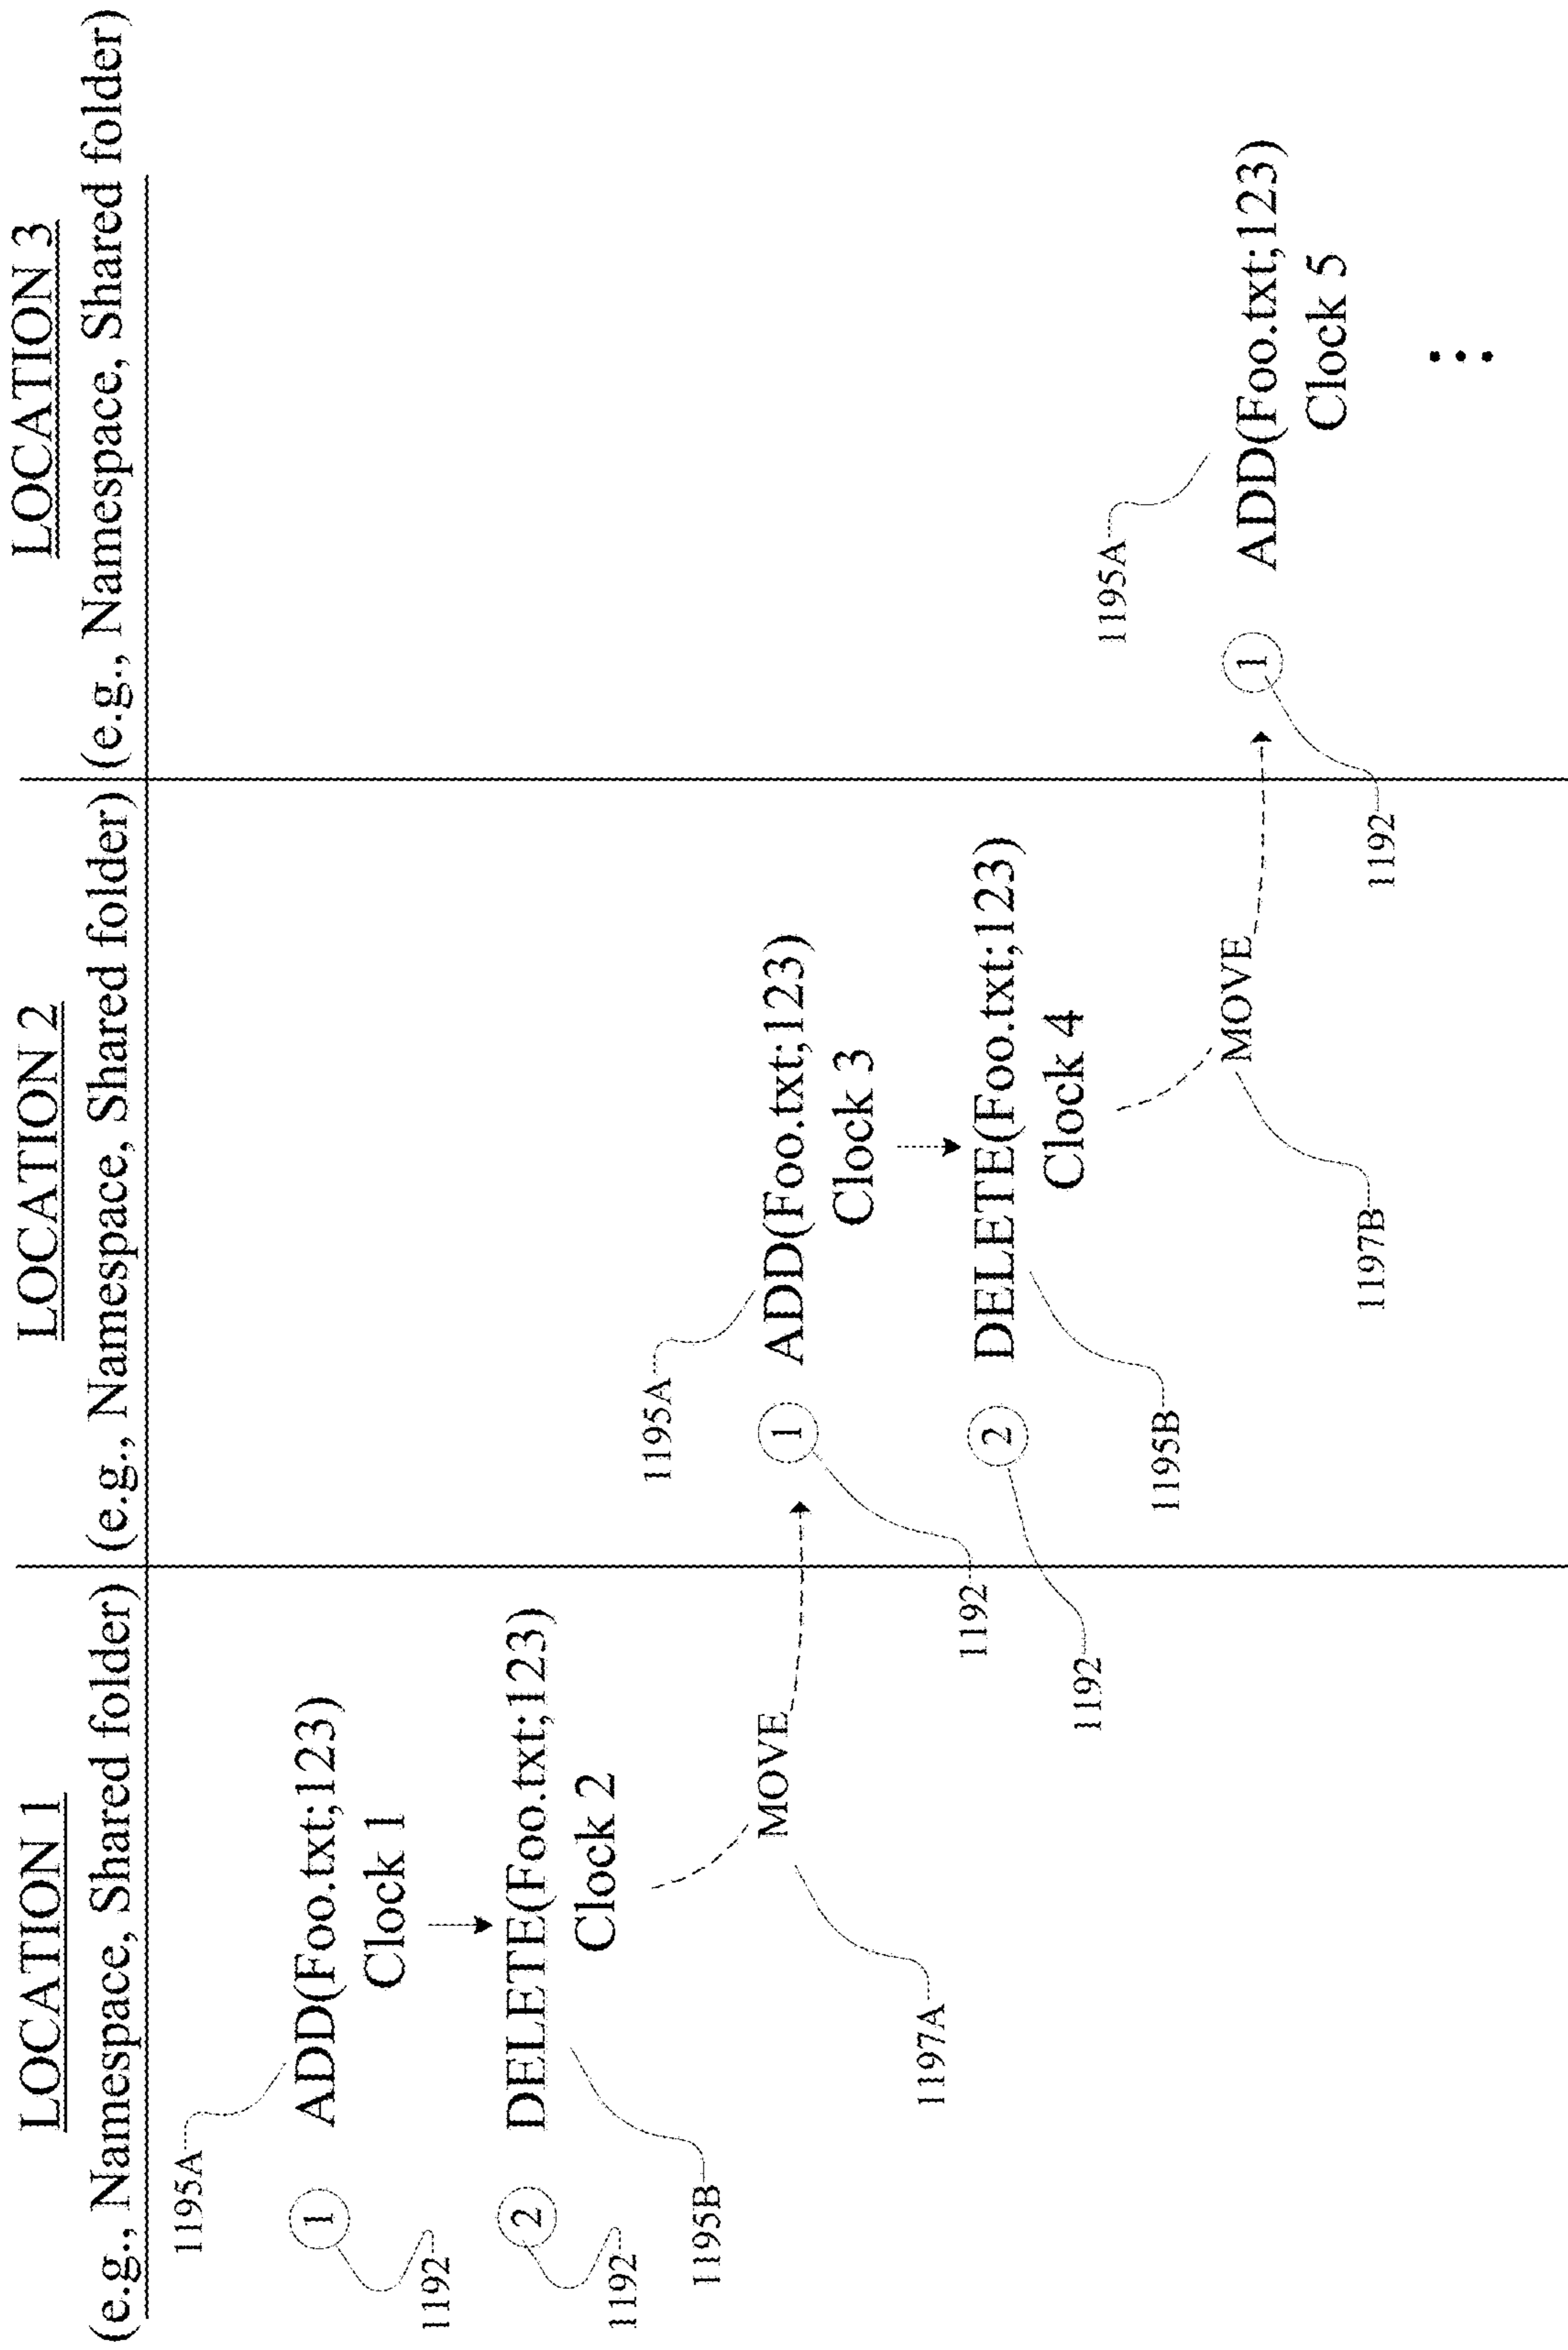 LOCATION 1
(e.g., Namespace, Shared folder)
1195A
1 ADD(Foo.txt;123)
Clock 1
1192
2 DELETE(Foo.txt;123)
Clock 2
1192
1195B
MOVE
1197A
LOCATION 2
(e.g., Namespace, Shared folder)
1195A
1 ADD(Foo.txt;123)
Clock 3
1192
2 DELETE(Foo.txt;123)
Clock 4
1192
1195B
MOVE
1197B
LOCATION 3
(e.g., Namespace, Shared folder)
1195A
1 ADD(Foo.txt;123)
Clock 5
1192